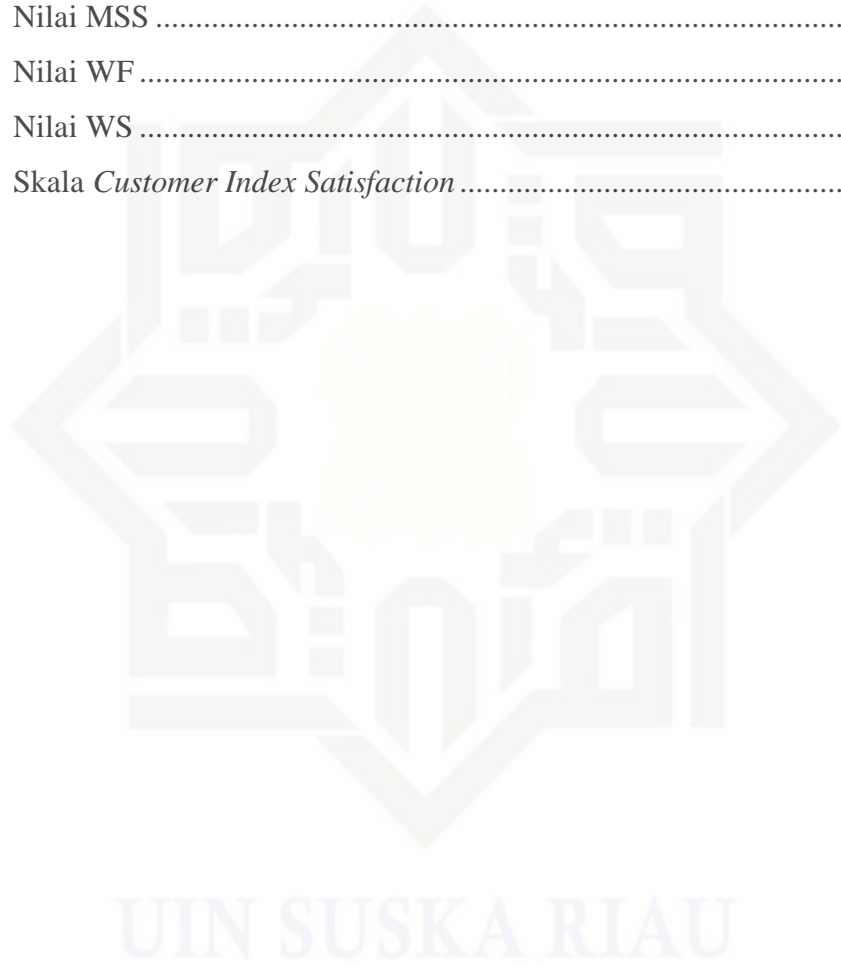 Nilai MSS ..........................................................................................
Nilai WF ............................................................................................
Nilai WS ............................................................................................
Skala Customer Index Satisfaction ..................................................
UIN SUSKA RIAU